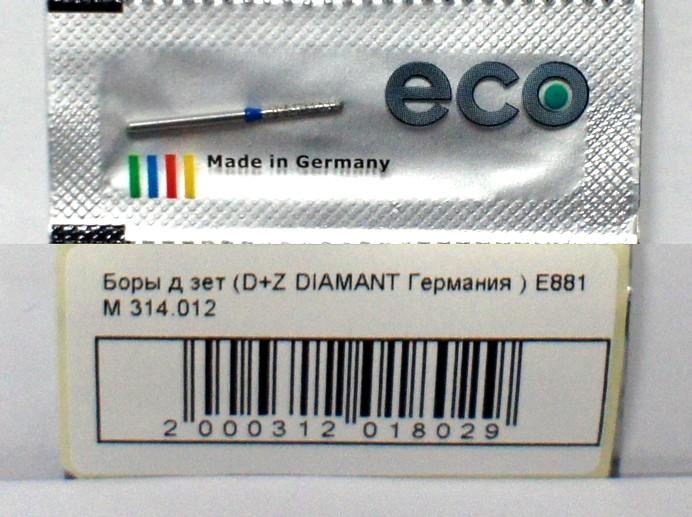 eco
Made in Germany
Боры д зет (D+Z DIAMANT Германия ) E881
M 314.012
2 000312 018029